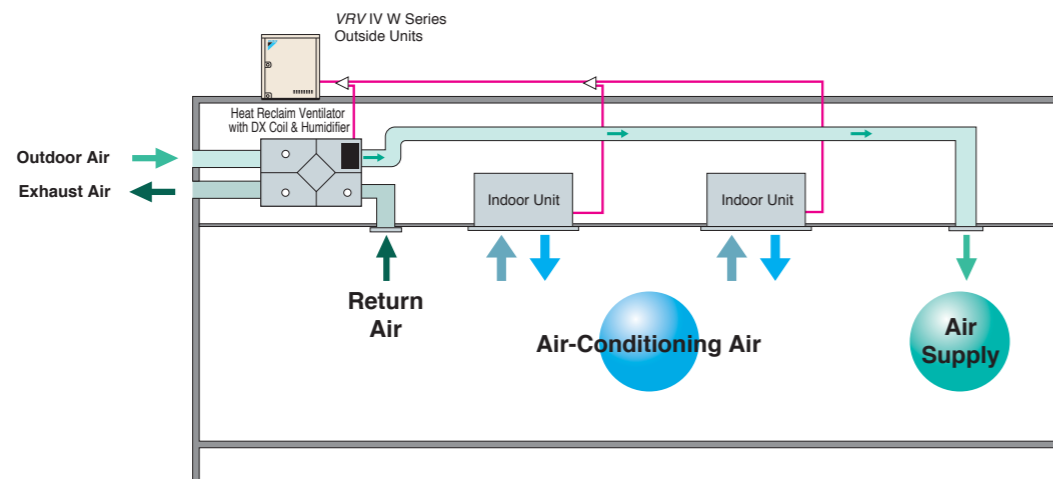 VRV IV W Series
Outside Units
Heat Reclaim Ventilator
with DX Coil & Humidifier
Outdoor Air
Exhaust Air
Indoor Unit
Indoor Unit
Return
Air
Air-Conditioning Air
Air
Supply